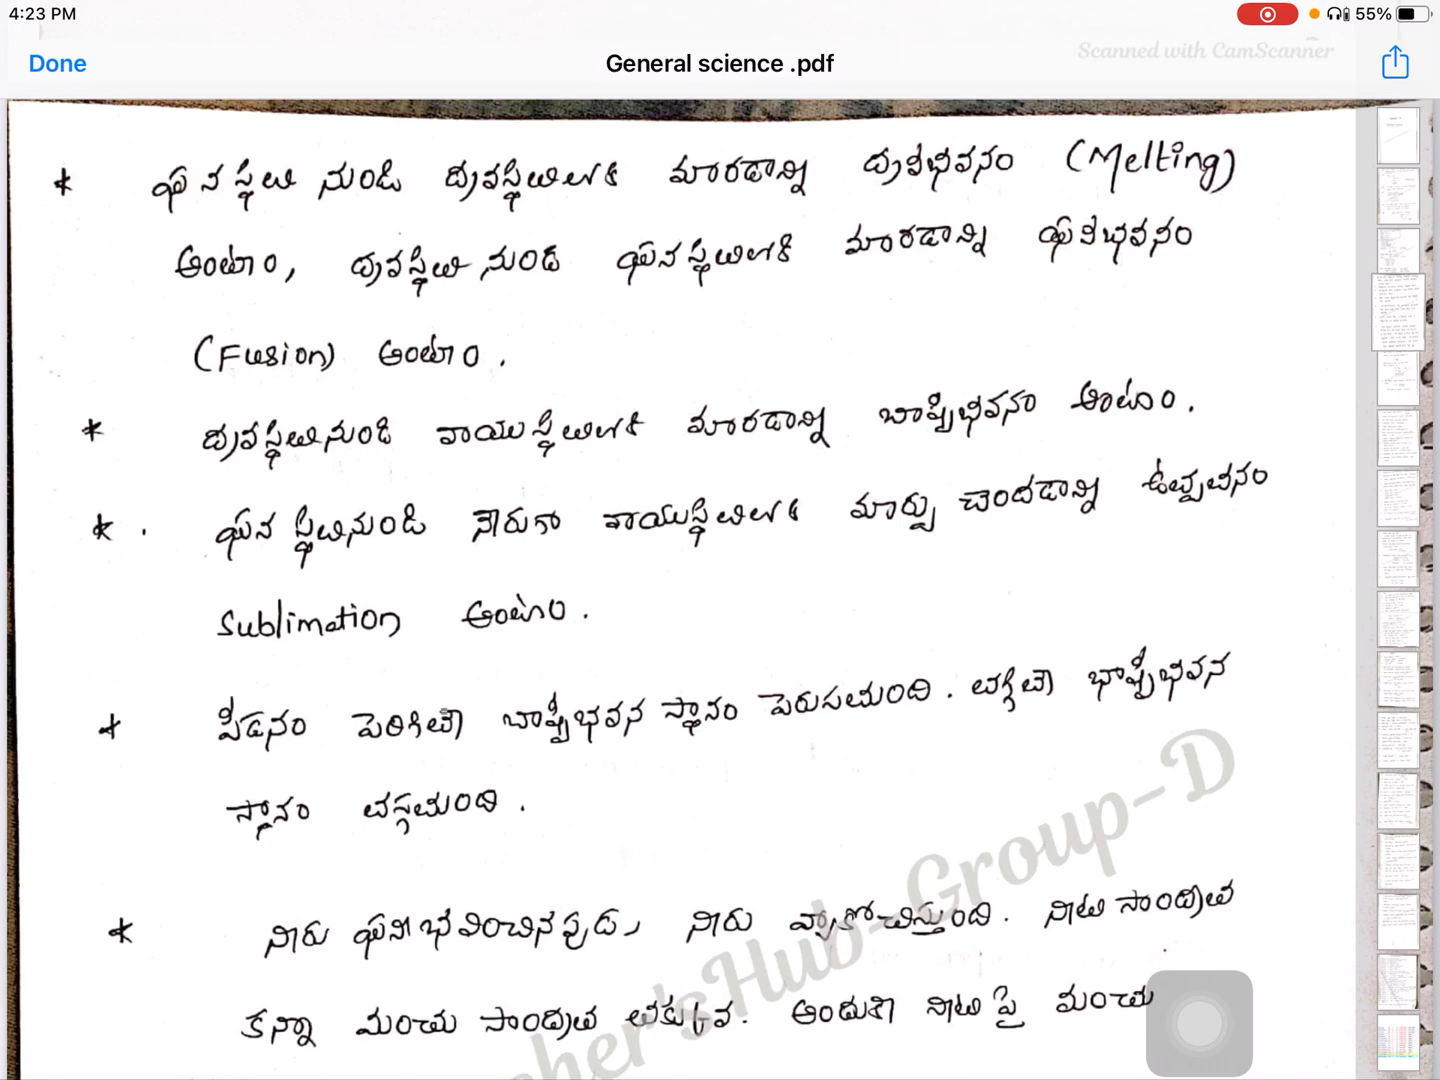 4:23 PM
55%
Done
General science .pdf
Scanned with CamScanner
* ఘన స్థితి నుండి ద్రవస్థితిలోకి మారడాన్ని ద్రవీభవనం (Melting)
అంటాం, ద్రవస్థితి నుండి ఘనస్థితిలోకి మారడాన్ని ఘనీభవనం
(Fusion) అంటాం.
* ద్రవస్థితినుండి వాయుస్థితిలోకి మారడాన్ని బాష్పీభవనం అంటాం.
* . ఘన స్థితినుండి నేరుగా వాయుస్థితిలోకి మార్పు చెందడాన్ని ఉత్పతనం
Sublimation అంటాం.
* పీడనం పెరిగితే బాష్పీభవన స్థానం పెరుగుతుంది. తగ్గితే భాష్పీభవన
స్థానం తగ్గుతుంది.
* నీరు ఘనీభవించినపుడు నీరు వ్యాకోచిస్తుంది. నీటి సాంద్రత
కన్నా మంచు సాంద్రత తక్కువ. అందుకే నీటి పై మంచు
her's Hub-Group-D